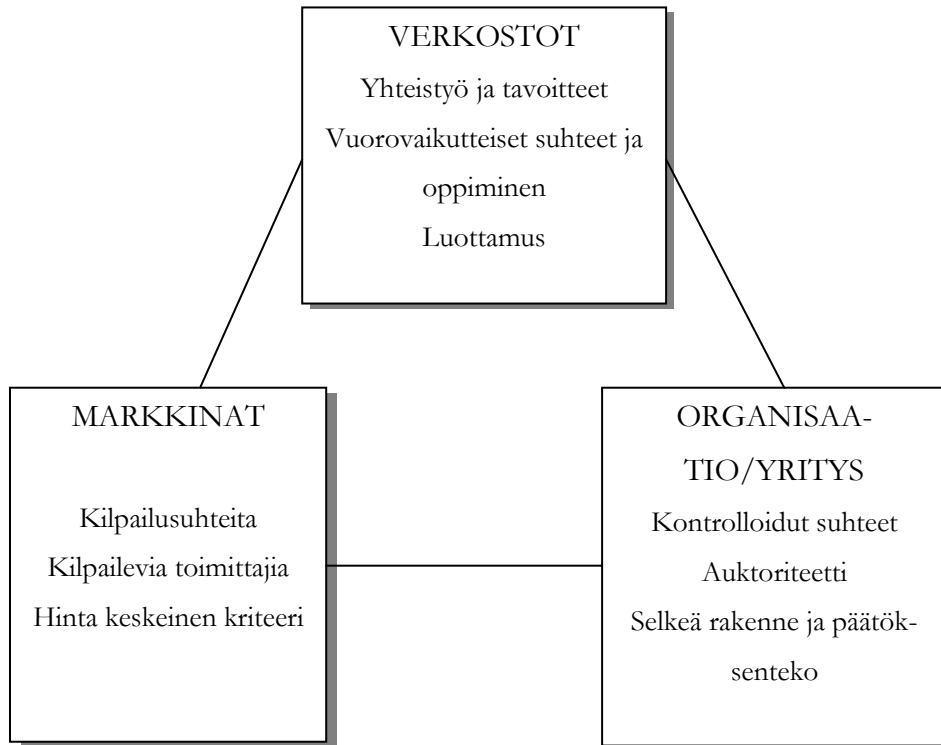 VERKOSTOT
Yhteistyö ja tavoitteet
Vuorovaikutteiset suhteet ja
oppiminen
Luottamus
MARKKINAT
Kilpailusuhteita
Kilpailevia toimittajia
Hinta keskeinen kriteeri
ORGANISAA-
TIO/YRITYS
Kontrolloidut suhteet
Auktoriteetti
Selkeä rakenne ja päätök-
senteko